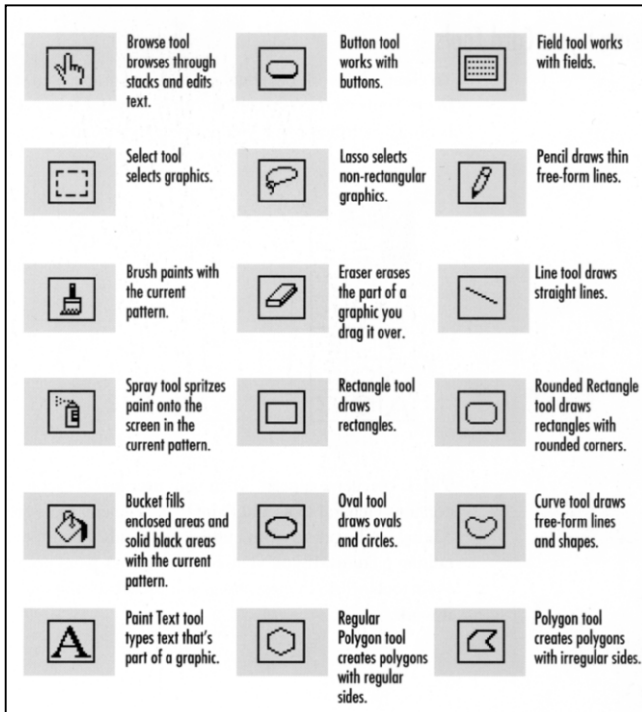 Browse tool
browses through
stacks and edits
text.
Button tool
works with
buttons.
Field tool works
with fields.
Select tool
selects graphics.
Lasso selects
non-rectangular
graphics.
Pencil draws thin
free-form lines.
Brush paints with
the current
pattern.
Eraser erases
the part of a
graphic you
drag it over.
Line tool draws
straight lines.
Spray tool spritzes
paint onto the
screen in the
current pattern.
Rectangle tool
draws
rectangles.
Rounded Rectangle
tool draws
rectangles with
rounded corners.
Bucket fills
enclosed areas and
solid black areas
with the current
pattern.
Oval tool
draws ovals
and circles.
Curve tool draws
free-form lines
and shapes.
A
Paint Text tool
types text that's
part of a graphic.
Regular
Polygon tool
creates polygons
with regular
sides.
Polygon tool
creates polygons
with irregular sides.